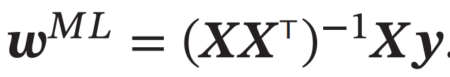 w^{ML} = (XX^⊤)^{−1}Xy.